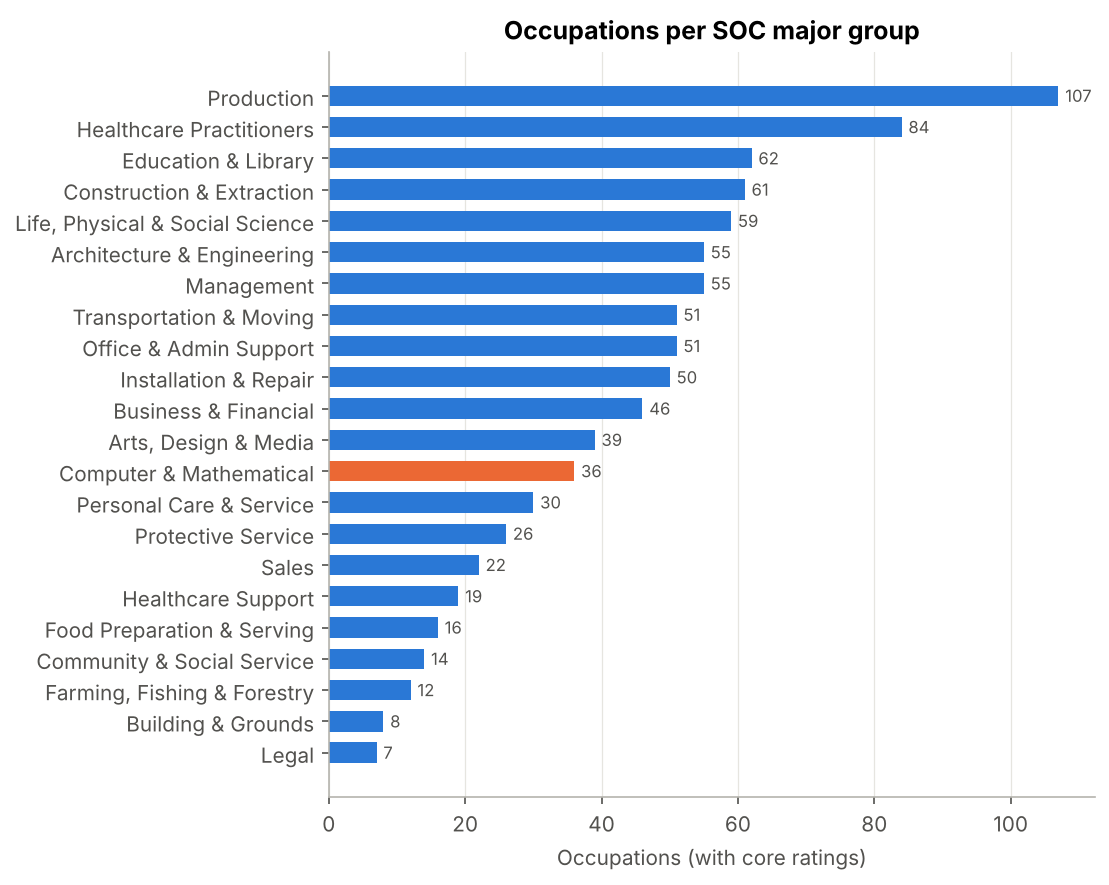 Occupations per SOC major group
Production 107
Healthcare Practitioners 84
Education & Library 62
Construction & Extraction 61
Life, Physical & Social Science 59
Architecture & Engineering 55
Management 55
Transportation & Moving 51
Office & Admin Support 51
Installation & Repair 50
Business & Financial 46
Arts, Design & Media 39
Computer & Mathematical 36
Personal Care & Service 30
Protective Service 26
Sales 22
Healthcare Support 19
Food Preparation & Serving 16
Community & Social Service 14
Farming, Fishing & Forestry 12
Building & Grounds 8
Legal 7
0 20 40 60 80 100
Occupations (with core ratings)